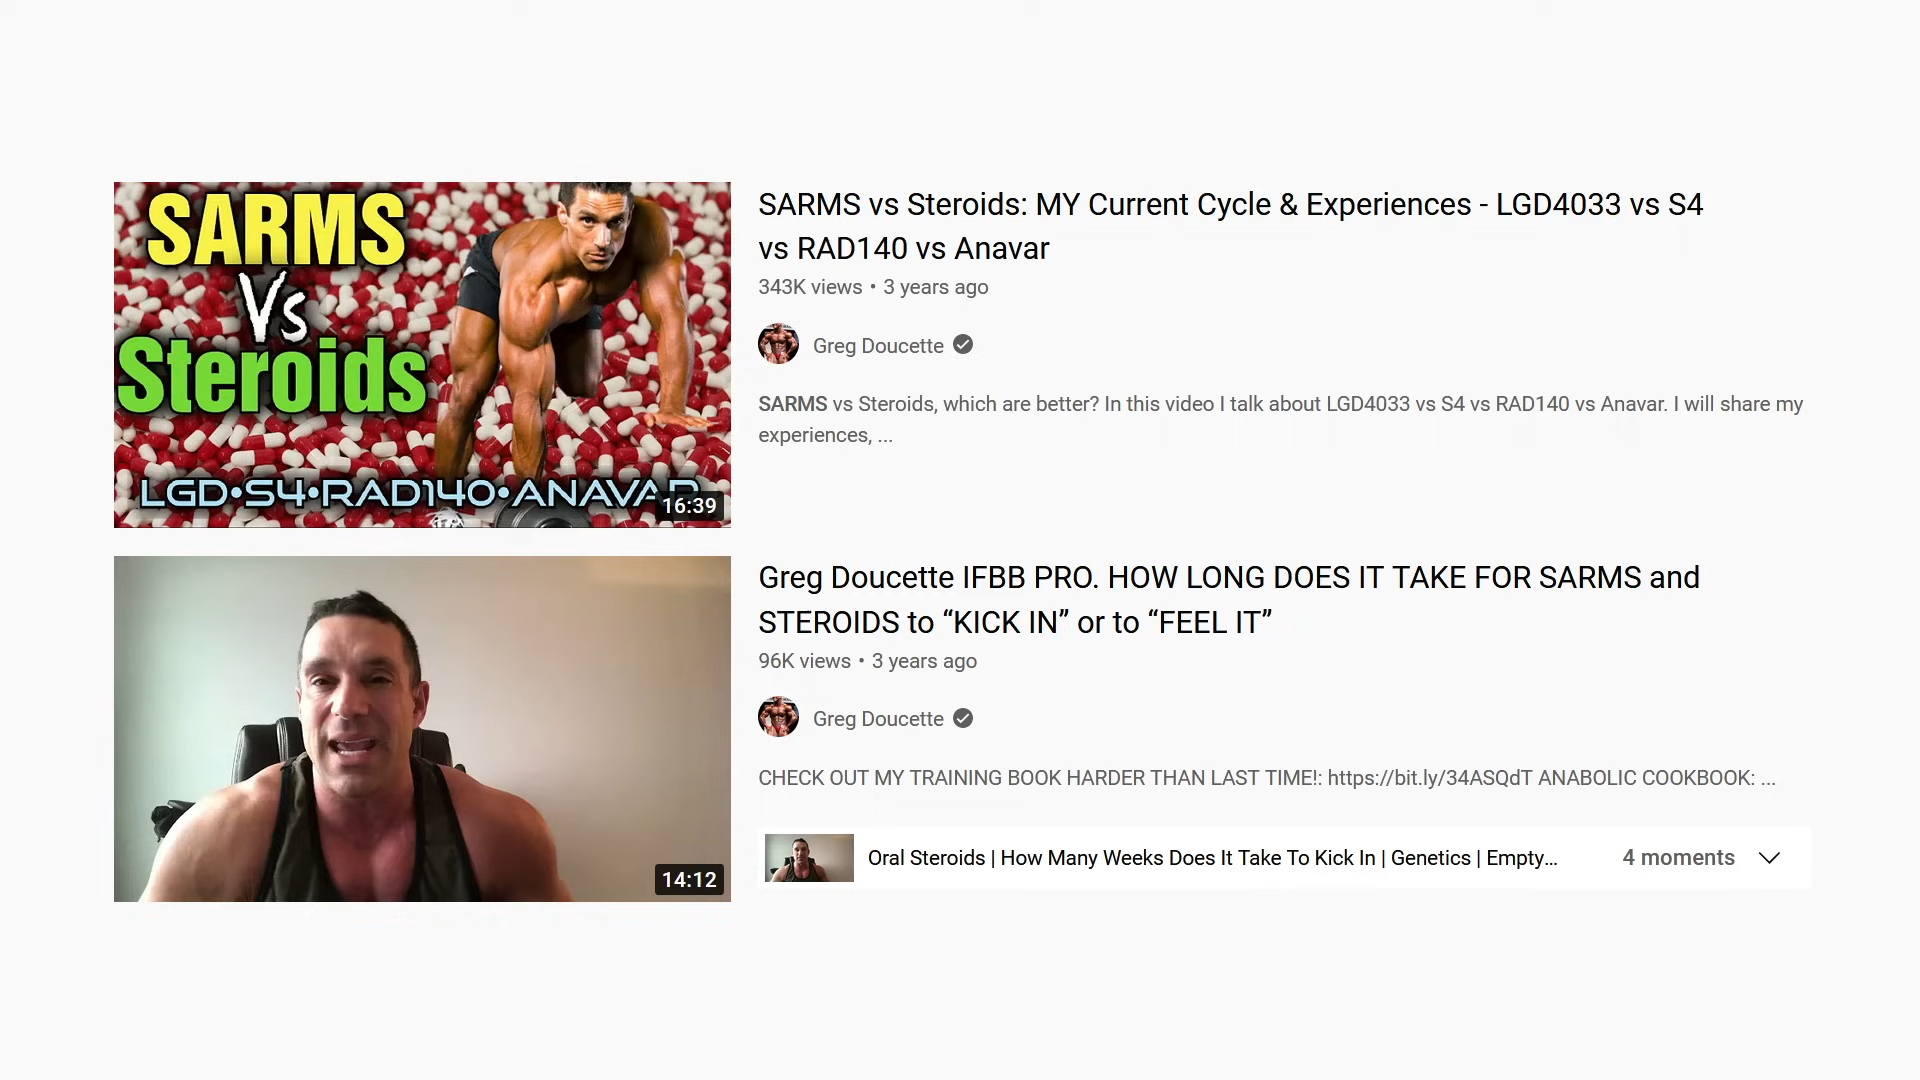 SARMS
Vs
Steroids
LGD•S4•RAD140•ANAVAR
16:39
SARMS vs Steroids: MY Current Cycle & Experiences - LGD4033 vs S4
vs RAD140 vs Anavar
343K views • 3 years ago
Greg Doucette
SARMS vs Steroids, which are better? In this video I talk about LGD4033 vs S4 vs RAD140 vs Anavar. I will share my
experiences, ...
14:12
Greg Doucette IFBB PRO. HOW LONG DOES IT TAKE FOR SARMS and
STEROIDS to “KICK IN” or to “FEEL IT”
96K views • 3 years ago
Greg Doucette
CHECK OUT MY TRAINING BOOK HARDER THAN LAST TIME!: https://bit.ly/34ASQdT ANABOLIC COOKBOOK: ...
Oral Steroids | How Many Weeks Does It Take To Kick In | Genetics | Empty...
4 moments